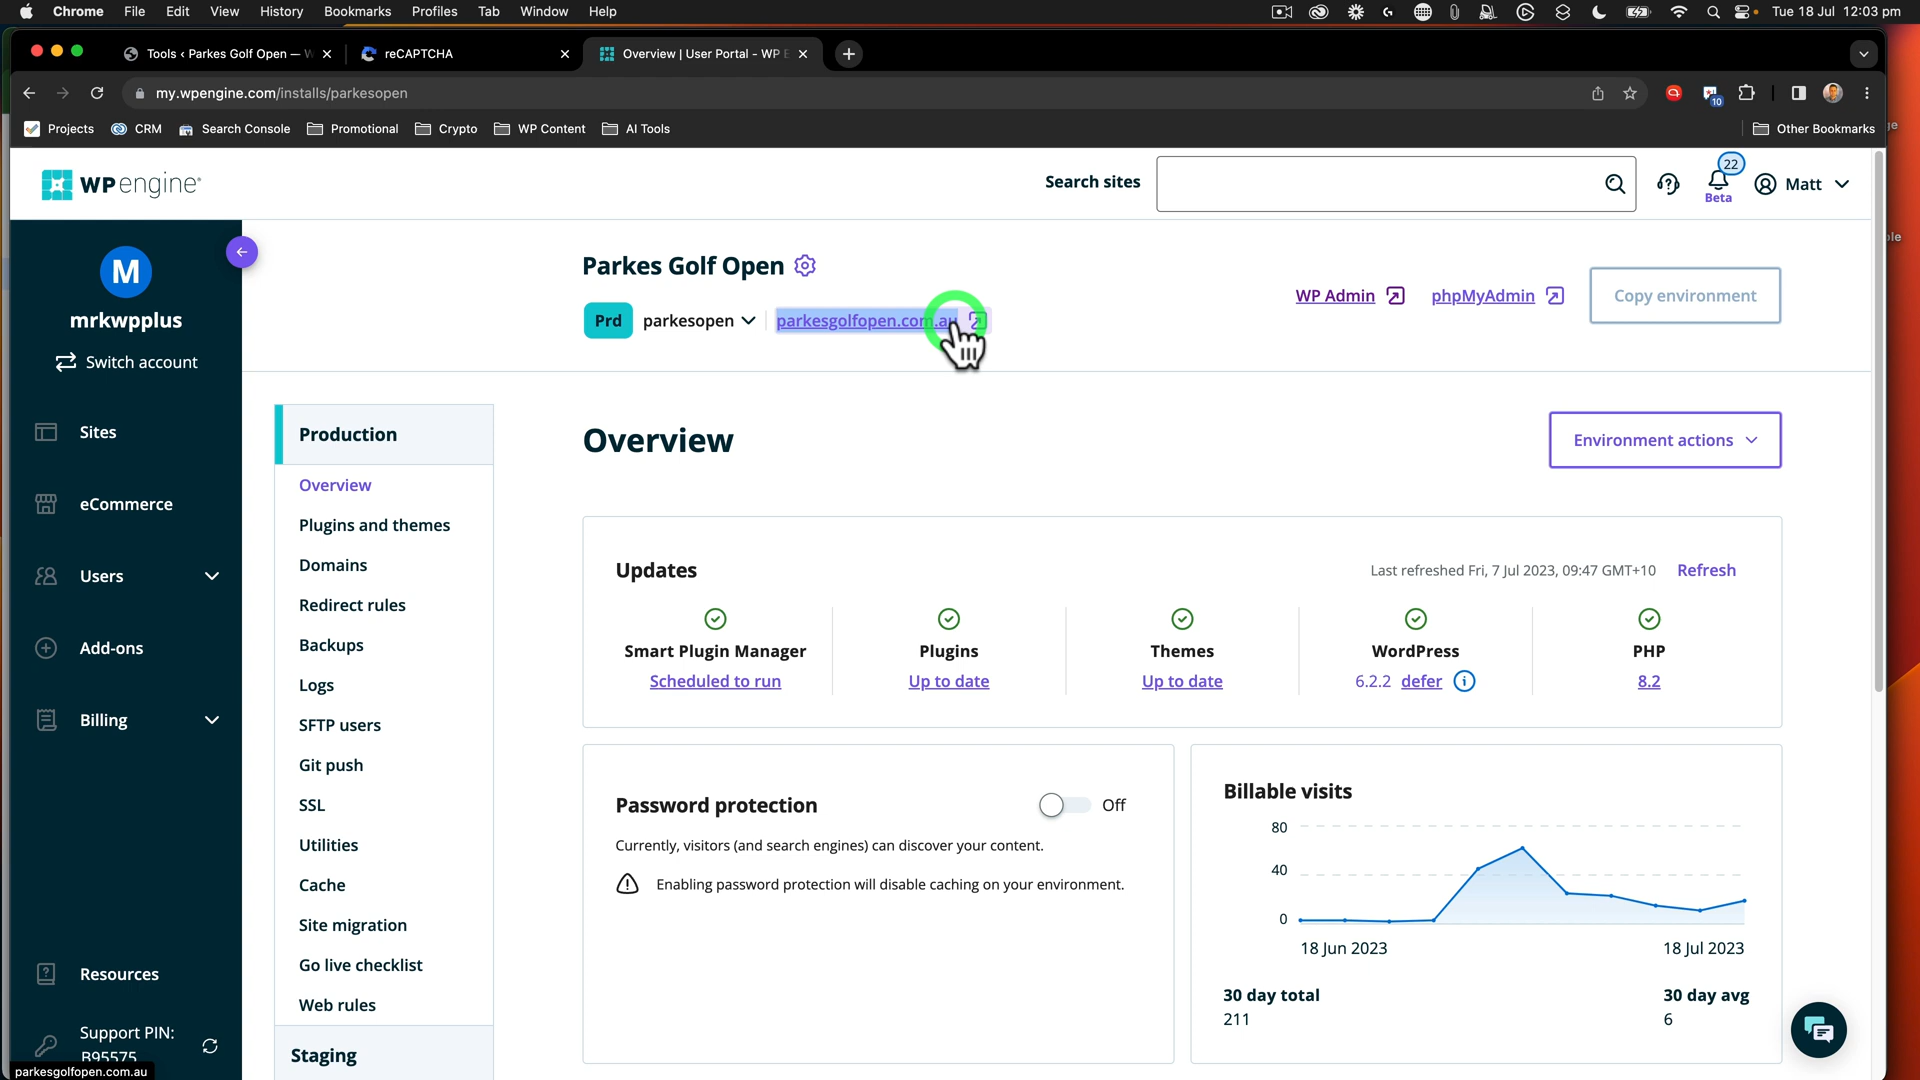 Chrome File Edit View History Bookmarks Profiles Tab Window Help Tue 18 Jul 12:03 pm
Tools ‹ Parkes Golf Open — W reCAPTCHA Overview | User Portal - WP E
my.wpengine.com/installs/parkesopen 10
Projects CRM Search Console Promotional Crypto WP Content AI Tools Other Bookmarks
WP engine® Search sites 22 Beta Matt
M
mrkwpplus
Switch account
Sites
eCommerce
Users
Add-ons
Billing
Resources
Support PIN:
B95575
parkesgolfopen.com.au
Parkes Golf Open
Prd parkesopen parkesgolfopen.com.au
WP Admin phpMyAdmin Copy environment
Production
Overview
Plugins and themes
Domains
Redirect rules
Backups
Logs
SFTP users
Git push
SSL
Utilities
Cache
Site migration
Go live checklist
Web rules
Staging
Overview Environment actions
Updates Last refreshed Fri, 7 Jul 2023, 09:47 GMT+10 Refresh
Smart Plugin Manager Plugins Themes WordPress PHP
Scheduled to run Up to date Up to date 6.2.2 defer 8.2
Password protection Off
Currently, visitors (and search engines) can discover your content.
Enabling password protection will disable caching on your environment.
Billable visits
80
40
0
18 Jun 2023 18 Jul 2023
30 day total 30 day avg
211 6